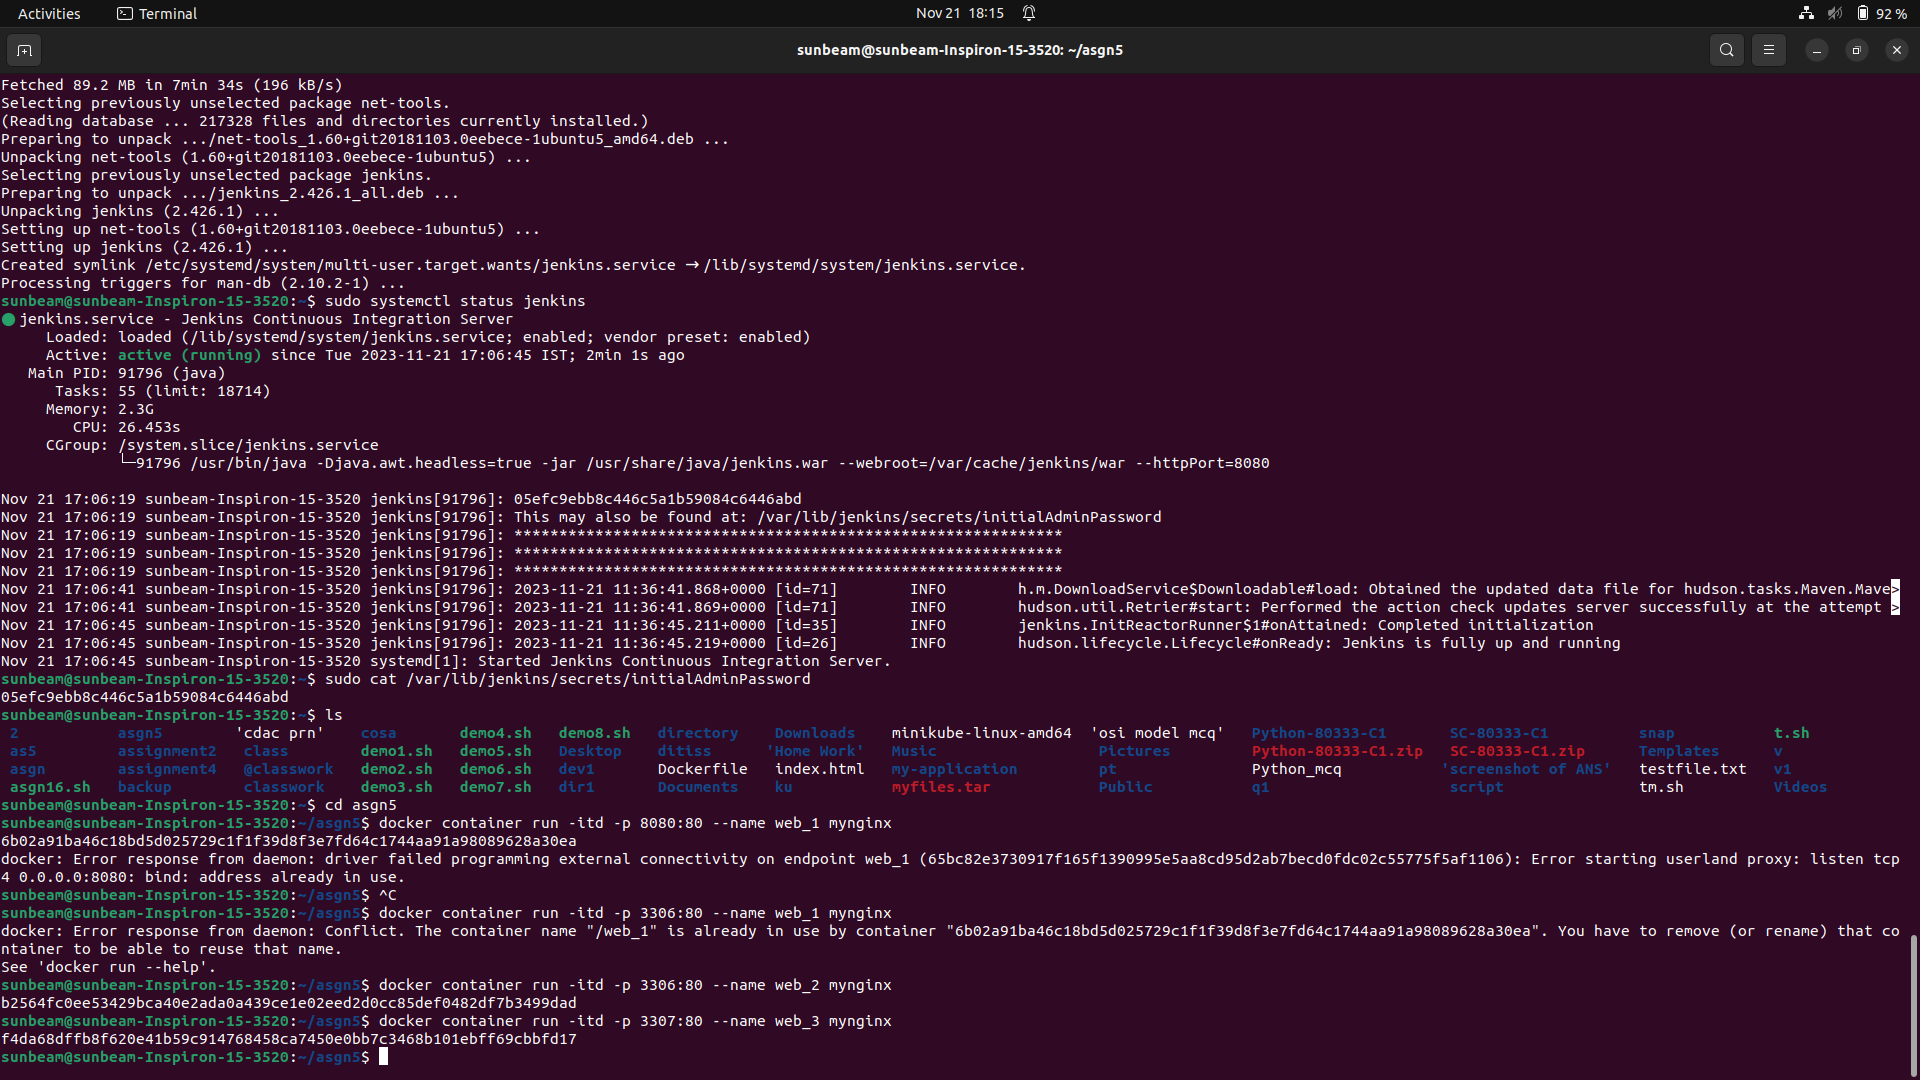 Activities
Terminal
Nov 21 18:15
92 %
sunbeam@sunbeam-Inspiron-15-3520: ~/asgn5
Fetched 89.2 MB in 7min 34s (196 kB/s)
Selecting previously unselected package net-tools.
(Reading database ... 217328 files and directories currently installed.)
Preparing to unpack .../net-tools_1.60+git20181103.0eebece-1ubuntu5_amd64.deb ...
Unpacking net-tools (1.60+git20181103.0eebece-1ubuntu5) ...
Selecting previously unselected package jenkins.
Preparing to unpack .../jenkins_2.426.1_all.deb ...
Unpacking jenkins (2.426.1) ...
Setting up net-tools (1.60+git20181103.0eebece-1ubuntu5) ...
Setting up jenkins (2.426.1) ...
Created symlink /etc/systemd/system/multi-user.target.wants/jenkins.service → /lib/systemd/system/jenkins.service.
Processing triggers for man-db (2.10.2-1) ...
sunbeam@sunbeam-Inspiron-15-3520:~$ sudo systemctl status jenkins
● jenkins.service - Jenkins Continuous Integration Server
     Loaded: loaded (/lib/systemd/system/jenkins.service; enabled; vendor preset: enabled)
     Active: active (running) since Tue 2023-11-21 17:06:45 IST; 2min 1s ago
   Main PID: 91796 (java)
      Tasks: 55 (limit: 18714)
     Memory: 2.3G
        CPU: 26.453s
     CGroup: /system.slice/jenkins.service
             └─91796 /usr/bin/java -Djava.awt.headless=true -jar /usr/share/java/jenkins.war --webroot=/var/cache/jenkins/war --httpPort=8080
Nov 21 17:06:19 sunbeam-Inspiron-15-3520 jenkins[91796]: 05efc9ebb8c446c5a1b59084c6446abd
Nov 21 17:06:19 sunbeam-Inspiron-15-3520 jenkins[91796]: This may also be found at: /var/lib/jenkins/secrets/initialAdminPassword
Nov 21 17:06:19 sunbeam-Inspiron-15-3520 jenkins[91796]: *************************************************************
Nov 21 17:06:19 sunbeam-Inspiron-15-3520 jenkins[91796]: *************************************************************
Nov 21 17:06:19 sunbeam-Inspiron-15-3520 jenkins[91796]: *************************************************************
Nov 21 17:06:41 sunbeam-Inspiron-15-3520 jenkins[91796]: 2023-11-21 11:36:41.868+0000 [id=71]        INFO        h.m.DownloadService$Downloadable#load: Obtained the updated data file for hudson.tasks.Maven.Mave>
Nov 21 17:06:41 sunbeam-Inspiron-15-3520 jenkins[91796]: 2023-11-21 11:36:41.869+0000 [id=71]        INFO        hudson.util.Retrier#start: Performed the action check updates server successfully at the attempt >
Nov 21 17:06:45 sunbeam-Inspiron-15-3520 jenkins[91796]: 2023-11-21 11:36:45.211+0000 [id=35]        INFO        jenkins.InitReactorRunner$1#onAttained: Completed initialization
Nov 21 17:06:45 sunbeam-Inspiron-15-3520 jenkins[91796]: 2023-11-21 11:36:45.219+0000 [id=26]        INFO        hudson.lifecycle.Lifecycle#onReady: Jenkins is fully up and running
Nov 21 17:06:45 sunbeam-Inspiron-15-3520 systemd[1]: Started Jenkins Continuous Integration Server.
sunbeam@sunbeam-Inspiron-15-3520:~$ sudo cat /var/lib/jenkins/secrets/initialAdminPassword
05efc9ebb8c446c5a1b59084c6446abd
sunbeam@sunbeam-Inspiron-15-3520:~$ ls
2 asgn5 'cdac prn' cosa demo4.sh demo8.sh directory Downloads minikube-linux-amd64 'osi model mcq' Python-80333-C1 SC-80333-C1 snap t.sh
as5 assignment2 class demo1.sh demo5.sh Desktop ditiss 'Home Work' Music Pictures Python-80333-C1.zip SC-80333-C1.zip Templates v
asgn assignment4 @classwork demo2.sh demo6.sh dev1 Dockerfile index.html my-application pt Python_mcq 'screenshot of ANS' testfile.txt v1
asgn16.sh backup classwork demo3.sh demo7.sh dir1 Documents ku myfiles.tar Public q1 script tm.sh Videos
sunbeam@sunbeam-Inspiron-15-3520:~$ cd asgn5
sunbeam@sunbeam-Inspiron-15-3520:~/asgn5$ docker container run -itd -p 8080:80 --name web_1 mynginx
6b02a91ba46c18bd5d025729c1f1f39d8f3e7fd64c1744aa91a98089628a30ea
docker: Error response from daemon: driver failed programming external connectivity on endpoint web_1 (65bc82e3730917f165f1390995e5aa8cd95d2ab7becd0fdc02c55775f5af1106): Error starting userland proxy: listen tcp
4 0.0.0.0:8080: bind: address already in use.
sunbeam@sunbeam-Inspiron-15-3520:~/asgn5$ ^C
sunbeam@sunbeam-Inspiron-15-3520:~/asgn5$ docker container run -itd -p 3306:80 --name web_1 mynginx
docker: Error response from daemon: Conflict. The container name "/web_1" is already in use by container "6b02a91ba46c18bd5d025729c1f1f39d8f3e7fd64c1744aa91a98089628a30ea". You have to remove (or rename) that co
ntainer to be able to reuse that name.
See 'docker run --help'.
sunbeam@sunbeam-Inspiron-15-3520:~/asgn5$ docker container run -itd -p 3306:80 --name web_2 mynginx
b2564fc0ee53429bca40e2ada0a439ce1e02eed2d0cc85def0482df7b3499dad
sunbeam@sunbeam-Inspiron-15-3520:~/asgn5$ docker container run -itd -p 3307:80 --name web_3 mynginx
f4da68dffb8f620e41b59c914768458ca7450e0bb7c3468b101ebff69cbbfd17
sunbeam@sunbeam-Inspiron-15-3520:~/asgn5$